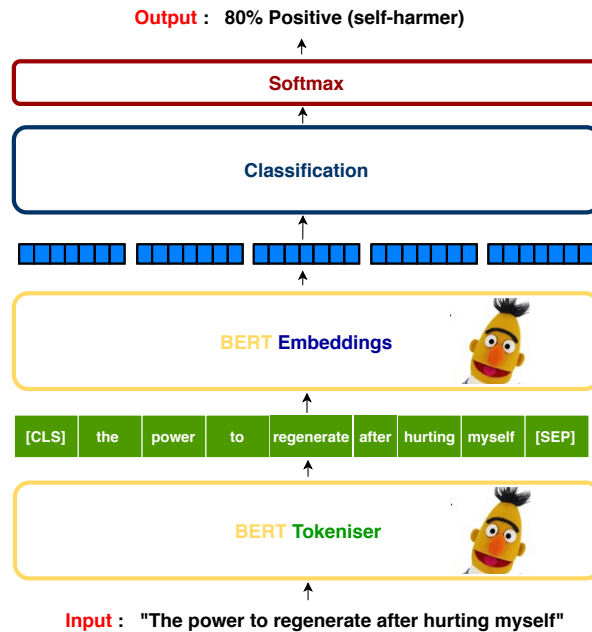 Output : 80% Positive (self-harmer)
Softmax
Classification
BERT Embeddings
[CLS] the power to regenerate after hurting myself [SEP]
BERT Tokeniser
Input : "The power to regenerate after hurting myself"